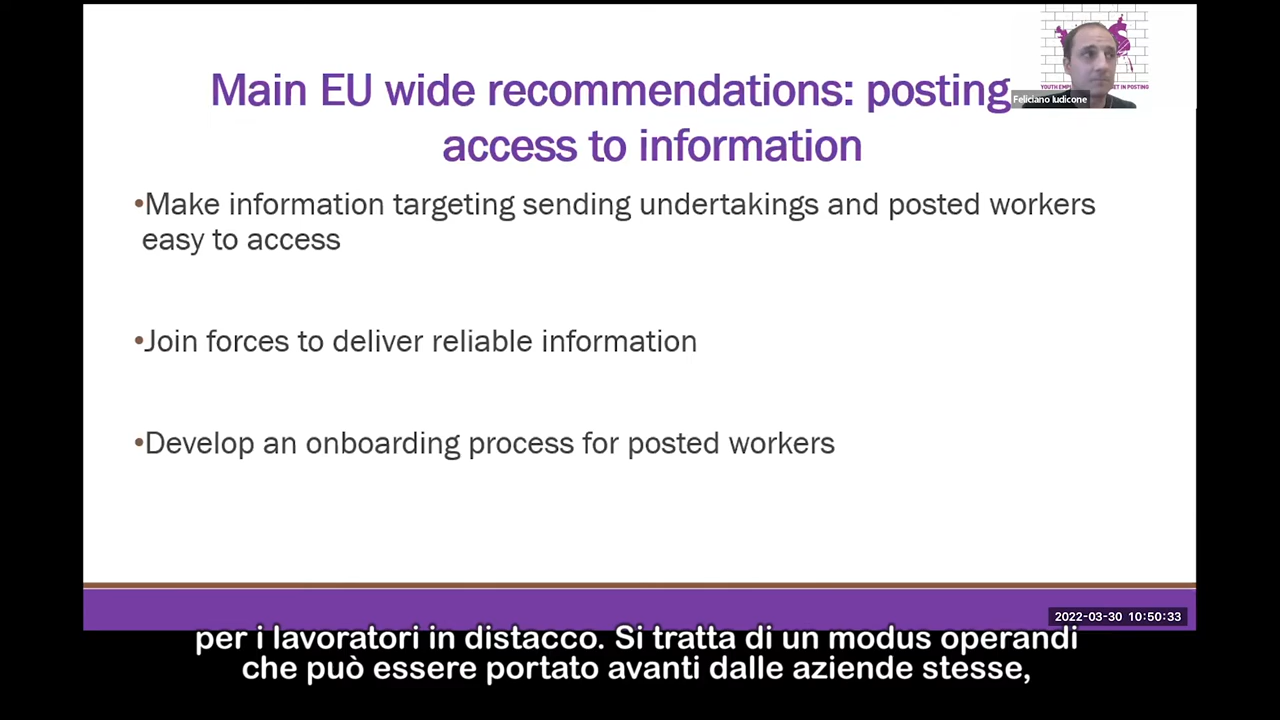 Main EU wide recommendations: posting
access to information
Feliciano Iudicone
•Make information targeting sending undertakings and posted workers
easy to access
•Join forces to deliver reliable information
•Develop an onboarding process for posted workers
2022-03-30 10:50:33
per i lavoratori in distacco. Si tratta di un modus operandi
che può essere portato avanti dalle aziende stesse,